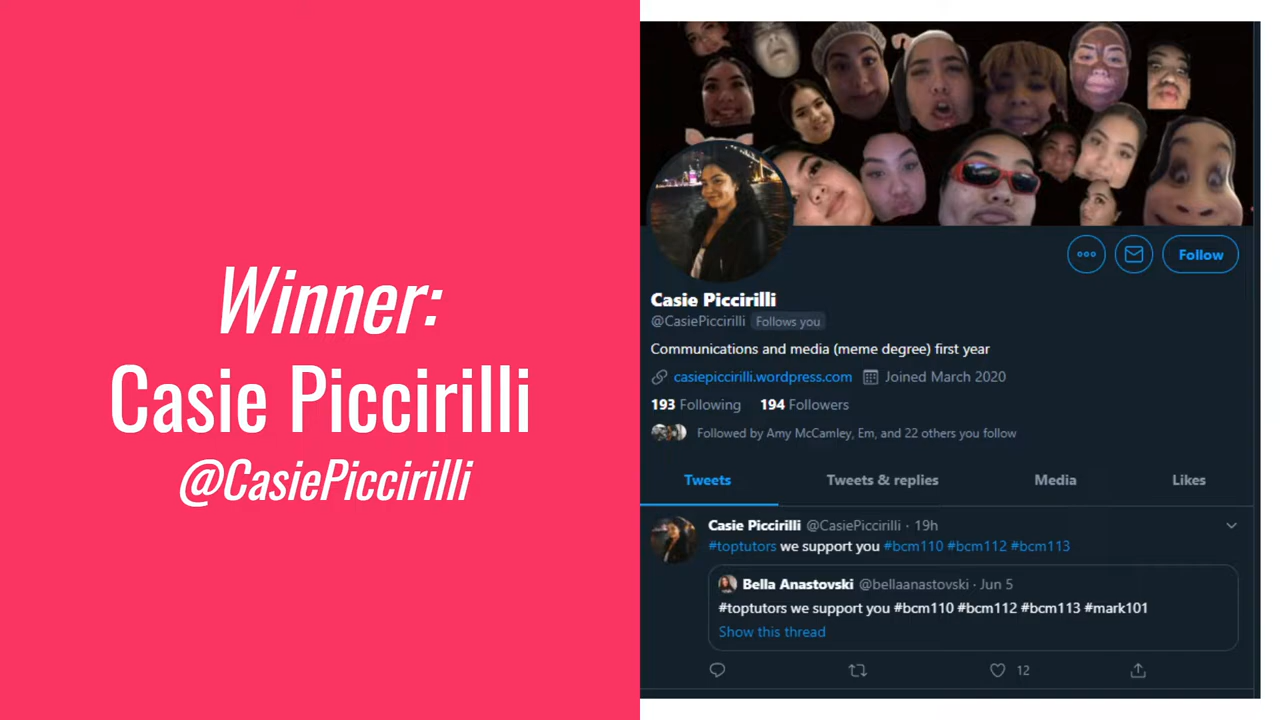 Winner:
Casie Piccirilli
@CasiePiccirilli
Follow
Casie Piccirilli
@CasiePiccirilli Follows you
Communications and media (meme degree) first year
casiepiccirilli.wordpress.com Joined March 2020
193 Following 194 Followers
Followed by Amy McCamley, Em, and 22 others you follow
Tweets Tweets & replies Media Likes
Casie Piccirilli @CasiePiccirilli · 19h
#toptutors we support you #bcm110 #bcm112 #bcm113
Bella Anastovski @bellaanastovski · Jun 5
#toptutors we support you #bcm110 #bcm112 #bcm113 #mark101
Show this thread
12